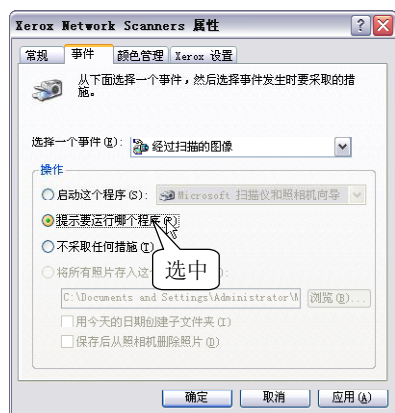 Xerox Network Scanners 属性
常规 事件 颜色管理 Xerox 设置
从下面选择一个事件，然后选择事件发生时要采取的措
施。
选择一个事件(E): 经过扫描的图像
操作
启动这个程序(S): Microsoft 扫描仪和照相机向导
提示要运行哪个程序(R)
不采取任何措施(T)
选中
将所有照片存入这个 ):
C:\Documents and Settings\Administrator\M 浏览(B)...
用今天的日期创建子文件夹(I)
保存后从照相机删除照片(D)
确定 取消 应用(A)